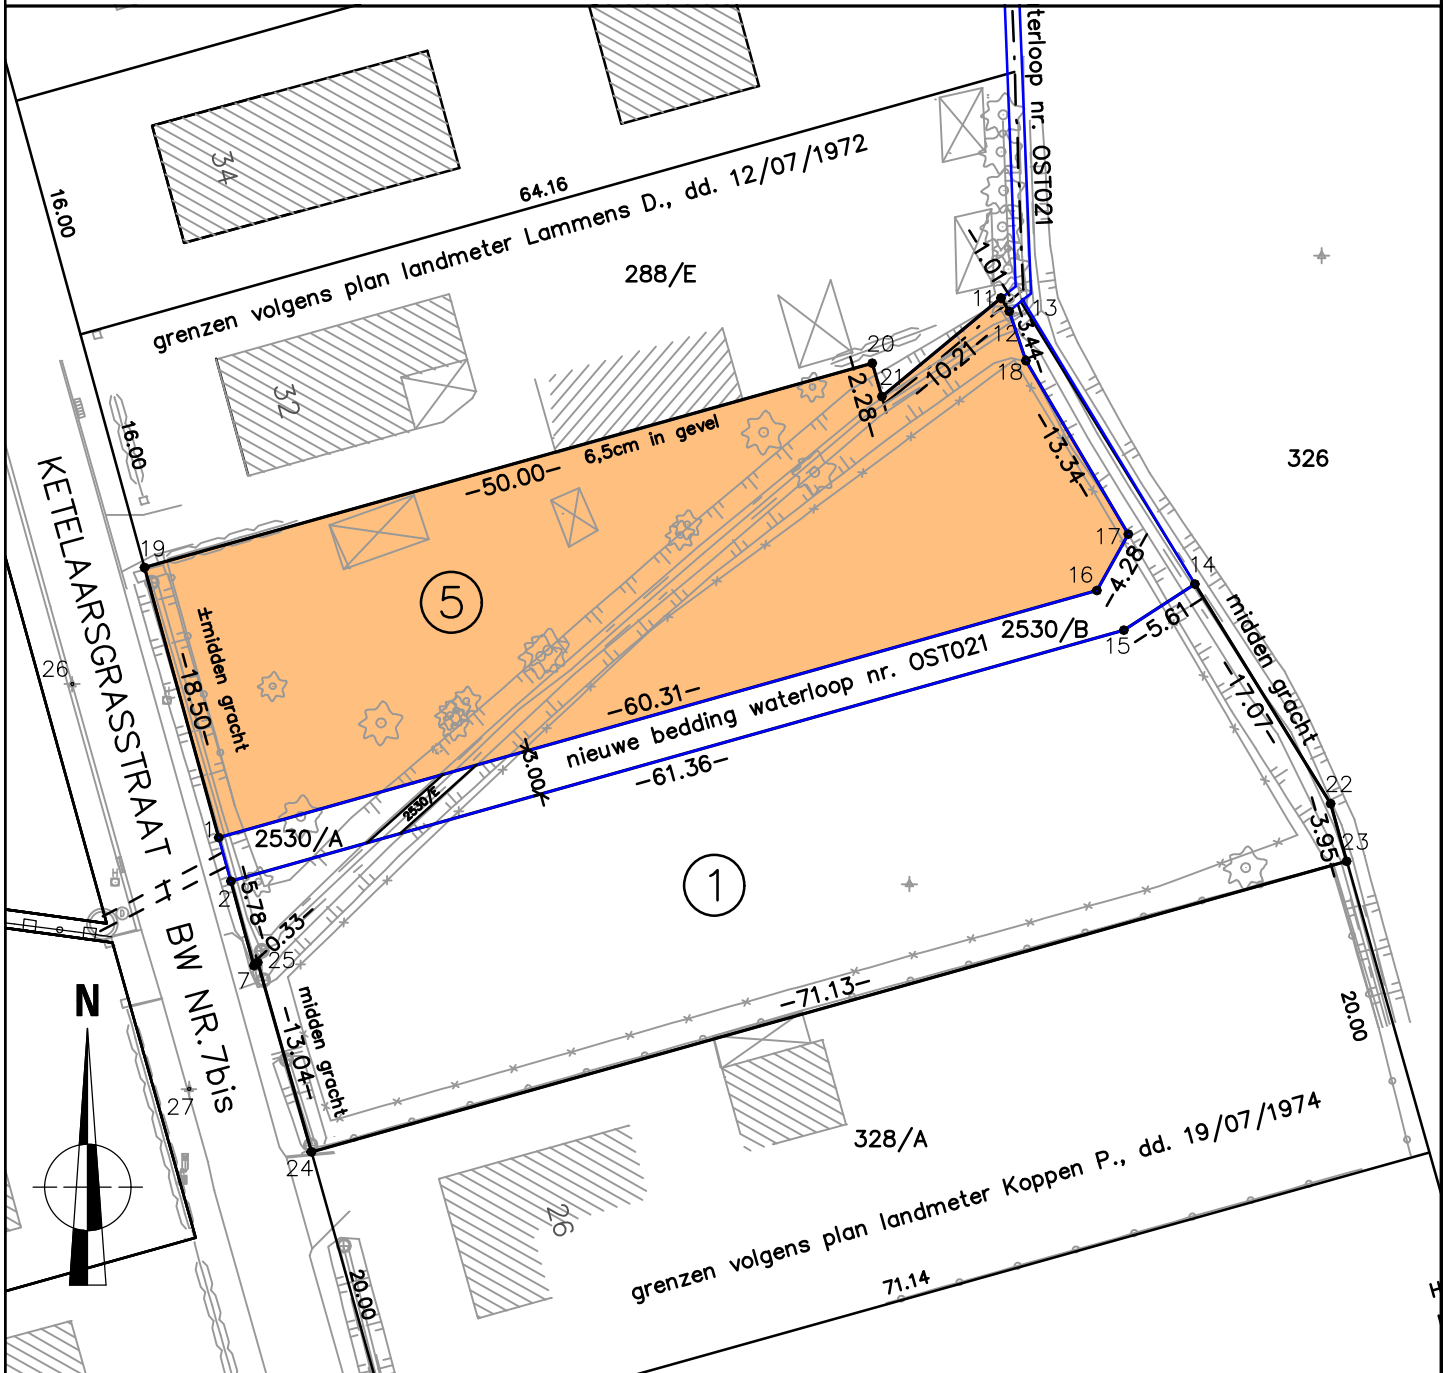 terloop nr. OST021
34
16.00
64.16
grenzen volgens plan landmeter Lammens D., dd. 12/07/1972
288/E
-1.01-
11
13
12
-3.44-
18
20
21
-2.28-
-10.21-
32
16.00
6,5cm in gevel
-50.00-
-13.34-
326
KETELAARSGRASSTRAAT
H
BW NR.7bis
19
5
17
-4.28-
16
14
±midden gracht
-18.50-
2530/B
15
-5.61-
midden gracht
26
-60.31-
nieuwe bedding waterloop nr. OST021
-17.07-
3.00
-61.36-
2530/E
1
2530/A
22
-3.95-
23
2
-5.78-
1
0.33-
25
7
N
midden gracht
-13.04-
-71.13-
20.00
27
24
328/A
26
grenzen volgens plan landmeter Koppen P., dd. 19/07/1974
20.00
71.14